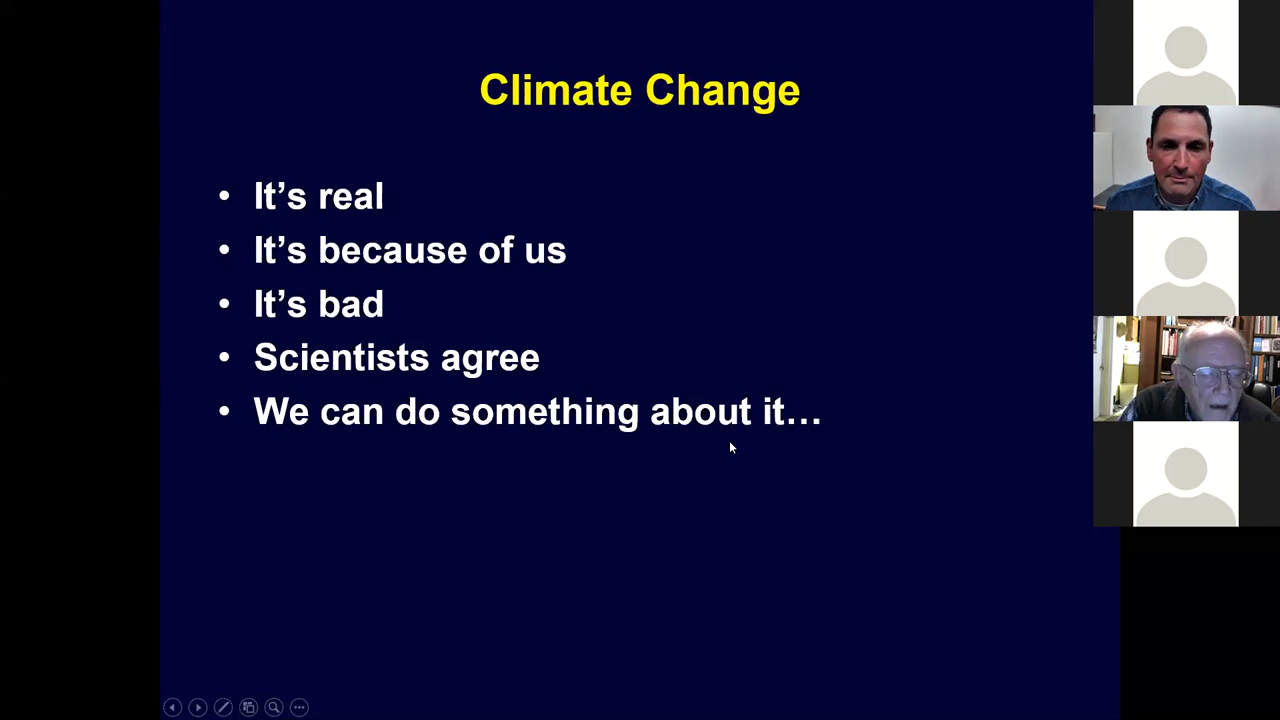 Climate Change
• It’s real
• It’s because of us
• It’s bad
• Scientists agree
• We can do something about it…